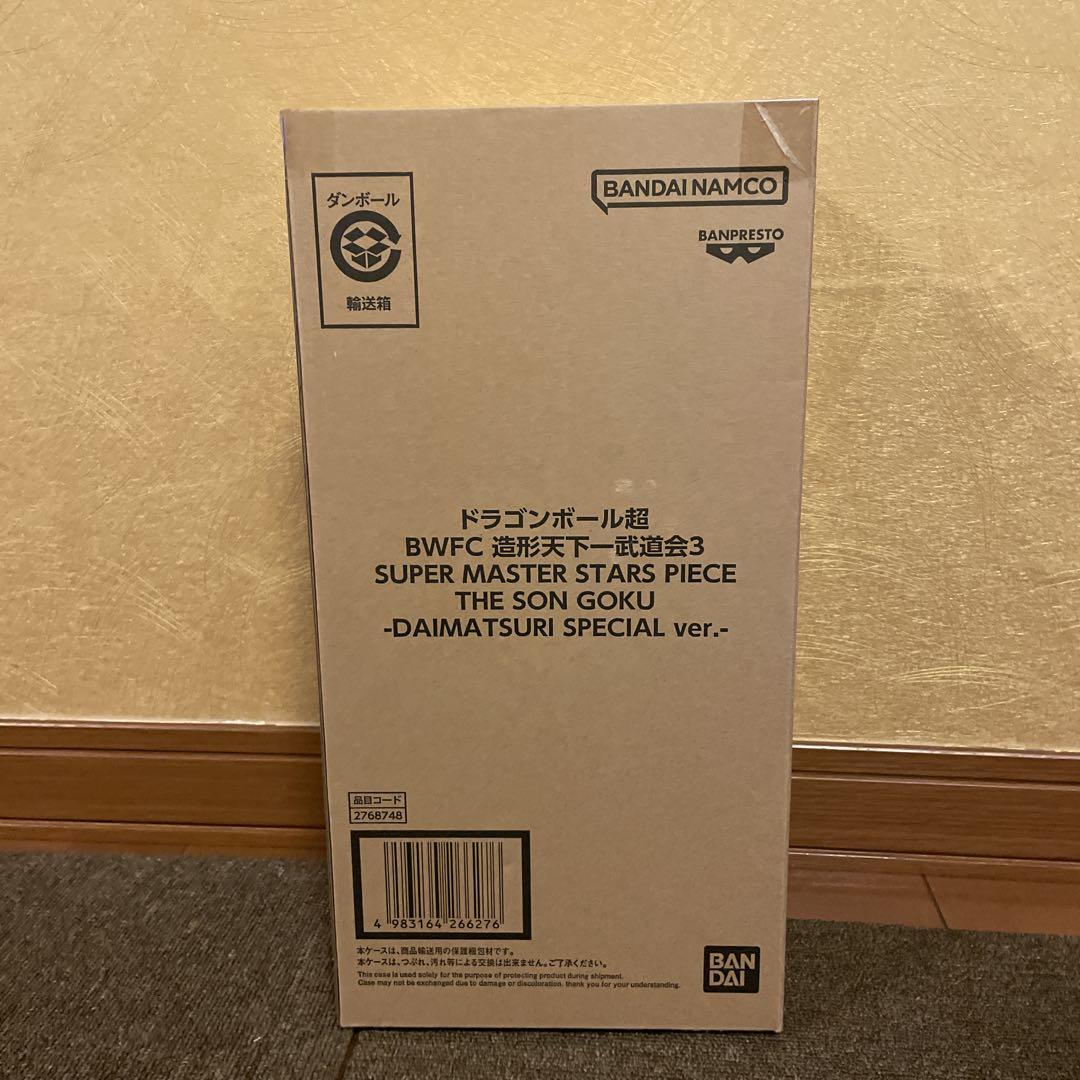 ダンボール
輸送箱
BANDAI NAMCO
BANPRESTO
ドラゴンボール超
BWFC 造形天下一武道会3
SUPER MASTER STARS PIECE
THE SON GOKU
-DAIMATSURI SPECIAL ver.-
品目コード
2768748
4 983164 266276
本ケースは、商品輸送用の保護梱包材です。
本ケースは、つぶれ、汚れ等による交換は出来ません。ご了承ください。
This case is used solely for the purpose of protecting product during shipment.
Case may not be exchanged due to damage or discoloration. thank you for your understanding.
BAN
DAI